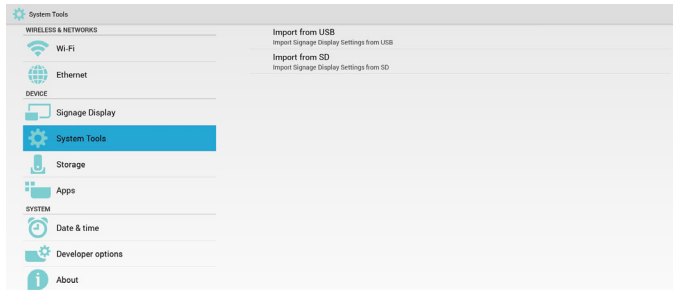 System Tools
WIRELESS & NETWORKS
Wi-Fi
Ethernet
DEVICE
Signage Display
System Tools
Storage
Apps
SYSTEM
Date & time
Developer options
About
Import from USB
Import Signage Display Settings from USB
Import from SD
Import Signage Display Settings from SD